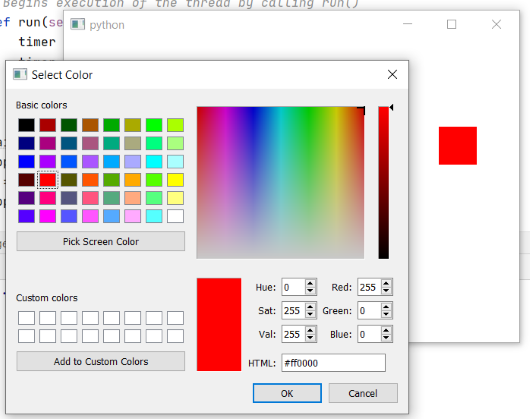 Begins execution of the thread by calling run()
ef run(se
python
timer
Select Color
Basic colors
Pick Screen Color
Custom colors
Add to Custom Colors
Hue: 0
Red: 255
Sat: 255
Green: 0
Val: 255
Blue: 0
HTML: #ff0000
OK
Cancel